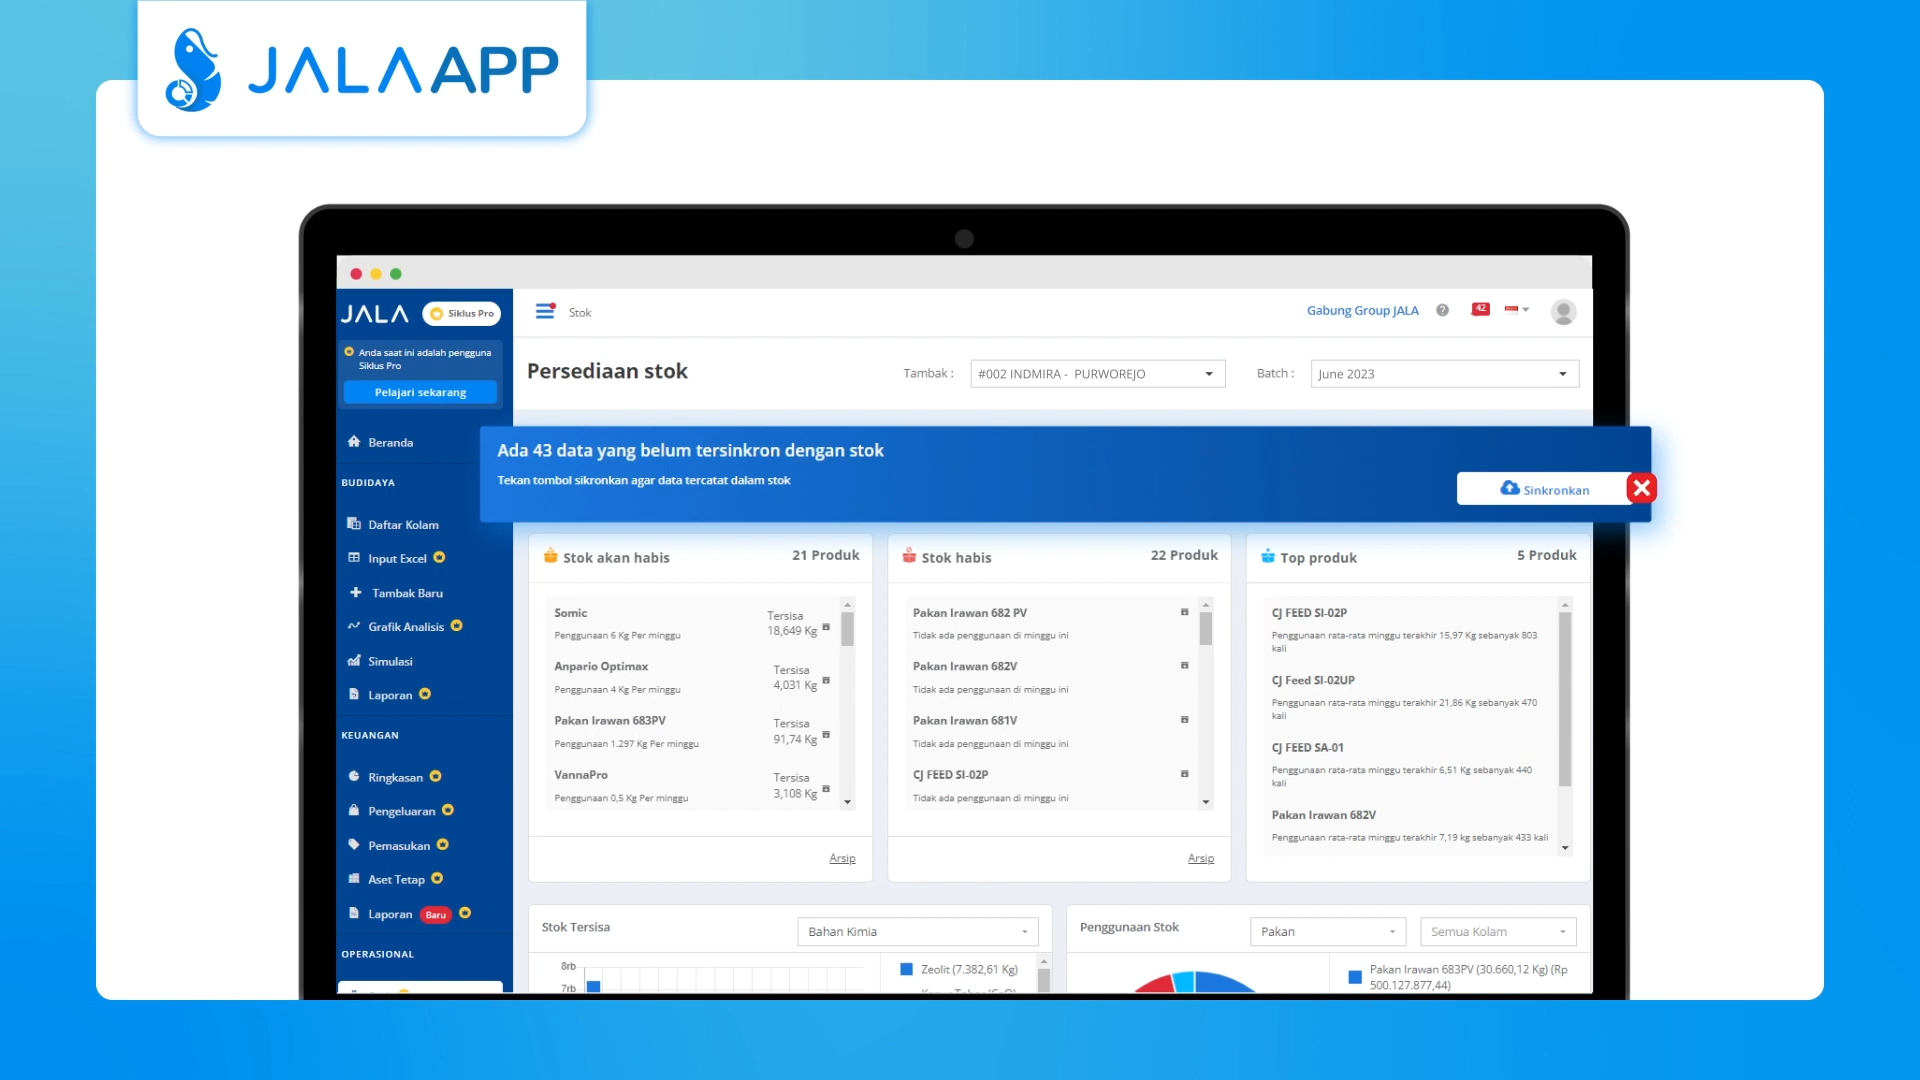 JALA APP
JALA
Siklus Pro
Anda saat ini adalah pengguna
Siklus Pro
Pelajari sekarang
Beranda
BUDIDAYA
Daftar Kolam
Input Excel
Tambak Baru
Grafik Analisis
Simulasi
Laporan
KEUANGAN
Ringkasan
Pengeluaran
Pemasukan
Aset Tetap
Laporan Baru
OPERASIONAL
Stok
Gabung Group JALA
42
Persediaan stok
Tambak :
#002 INDMIRA - PURWOREJO
Batch :
June 2023
Ada 43 data yang belum tersinkron dengan stok
Tekan tombol sikronkan agar data tercatat dalam stok
Sinkronkan
Stok akan habis
21 Produk
Somic
Penggunaan 6 Kg Per minggu
Tersisa
18,649 Kg
Anpario Optimax
Penggunaan 4 Kg Per minggu
Tersisa
4,031 Kg
Pakan Irawan 683PV
Penggunaan 1.297 Kg Per minggu
Tersisa
91,74 Kg
VannaPro
Penggunaan 0,5 Kg Per minggu
Tersisa
3,108 Kg
Arsip
Stok habis
22 Produk
Pakan Irawan 682 PV
Tidak ada penggunaan di minggu ini
Pakan Irawan 682V
Tidak ada penggunaan di minggu ini
Pakan Irawan 681V
Tidak ada penggunaan di minggu ini
CJ FEED SI-02P
Tidak ada penggunaan di minggu ini
Arsip
Top produk
5 Produk
CJ FEED SI-02P
Penggunaan rata-rata minggu terakhir 15,97 Kg sebanyak 803
kali
CJ Feed SI-02UP
Penggunaan rata-rata minggu terakhir 21,86 Kg sebanyak 470
kali
CJ FEED SA-01
Penggunaan rata-rata minggu terakhir 6,51 Kg sebanyak 440
kali
Pakan Irawan 682V
Penggunaan rata-rata minggu terakhir 7,19 kg sebanyak 433 kali
Stok Tersisa
Bahan Kimia
8rb
7rb
Zeolit (7.382,61 Kg)
Penggunaan Stok
Pakan
Semua Kolam
Pakan Irawan 683PV (30.660,12 Kg) (Rp
500.127.877,44)